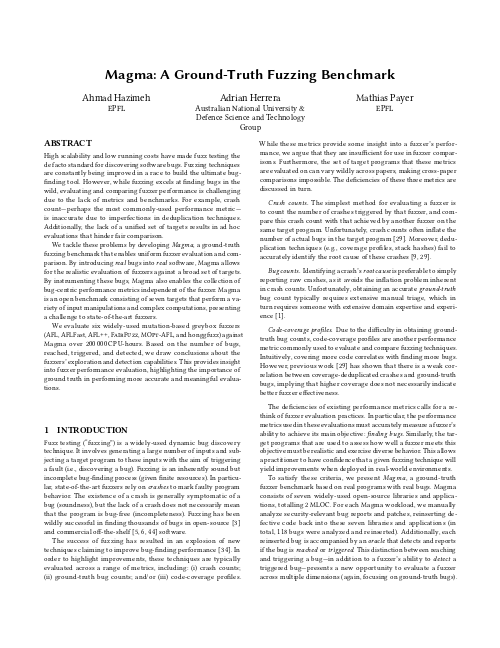 Magma: A Ground-Truth Fuzzing Benchmark
Ahmad Hazimeh
EPFL
Adrian Herrera
Australian National University &
Defence Science and Technology
Group
Mathias Payer
EPFL
ABSTRACT
High scalability and low running costs have made fuzz testing the
defacto standard for discovering software bugs. Fuzzing techniques
are constantly being improved in a race to build the ultimate bug-
finding tool. However, while fuzzing excels at finding bugs in the
wild, evaluating and comparing fuzzer performance is challenging
due to the lack of metrics and benchmarks. For example, crash
count—perhaps the most commonly-used performance metric—
is inaccurate due to imperfections in deduplication techniques.
Additionally, the lack of a unified set of targets results in ad hoc
evaluations that hinder fair comparison.
We tackle these problems by developing Magma, a ground-truth
fuzzing benchmark that enables uniform fuzzer evaluation and com-
parison. By introducing real bugs into real software, Magma allows
for the realistic evaluation of fuzzers against a broad set of targets.
By instrumenting these bugs, Magma also enables the collection of
bug-centric performance metrics independent of the fuzzer. Magma
is an open benchmark consisting of seven targets that perform a va-
riety of input manipulations and complex computations, presenting
a challenge to state-of-the-art fuzzers.
We evaluate six widely-used mutation-based greybox fuzzers
(AFL, AFLFast, AFL++, FairFuzz, MOpt-AFL, and honggfuzz) against
Magma over 200 000 CPU-hours. Based on the number of bugs
reached, triggered, and detected, we draw conclusions about the
fuzzers' exploration and detection capabilities. This provides insight
into fuzzer performance evaluation, highlighting the importance of
ground truth in performing more accurate and meaningful evalua-
tions.
1 INTRODUCTION
Fuzz testing ("fuzzing") is a widely-used dynamic bug discovery
technique. It involves generating a large number of inputs and sub-
jecting a target program to these inputs with the aim of triggering
a fault (i.e., discovering a bug). Fuzzing is an inherently sound but
incomplete bug-finding process (given finite resources). In particu-
lar, state-of-the-art fuzzers rely on crashes to mark faulty program
behavior. The existence of a crash is generally symptomatic of a
bug (soundness), but the lack of a crash does not necessarily mean
that the program is bug-free (incompleteness). Fuzzing has been
wildly successful in finding thousands of bugs in open-source [3]
and commercial off-the-shelf [5, 6, 44] software.
The success of fuzzing has resulted in an explosion of new
techniques claiming to improve bug-finding performance [34]. In
order to highlight improvements, these techniques are typically
evaluated across a range of metrics, including: (i) crash counts;
(ii) ground-truth bug counts; and/or (iii) code-coverage profiles.
While these metrics provide some insight into a fuzzer's perfor-
mance, we argue that they are insufficient for use in fuzzer compar-
isons. Furthermore, the set of target programs that these metrics
are evaluated on can vary wildly across papers, making cross-paper
comparisons impossible. The deficiencies of these three metrics are
discussed in turn.
Crash counts. The simplest method for evaluating a fuzzer is
to count the number of crashes triggered by that fuzzer, and com-
pare this crash count with that achieved by another fuzzer on the
same target program. Unfortunately, crash counts often inflate the
number of actual bugs in the target program [29]. Moreover, dedu-
plication techniques (e.g., coverage profiles, stack hashes) fail to
accurately identify the root cause of these crashes [9, 29].
Bug counts. Identifying a crash's root cause is preferable to simply
reporting raw crashes, as it avoids the inflation problem inherent
in crash counts. Unfortunately, obtaining an accurate ground-truth
bug count typically requires extensive manual triage, which in
turn requires someone with extensive domain expertise and experi-
ence [1].
Code-coverage profiles. Due to the difficulty in obtaining ground-
truth bug counts, code-coverage profiles are another performance
metric commonly used to evaluate and compare fuzzing techniques.
Intuitively, covering more code correlates with finding more bugs.
However, previous work [29] has shown that there is a weak cor-
relation between coverage-deduplicated crashes and ground-truth
bugs, implying that higher coverage does not necessarily indicate
better fuzzer effectiveness.
The deficiencies of existing performance metrics calls for a re-
think of fuzzer evaluation practices. In particular, the performance
metrics used in these evaluations must accurately measure a fuzzer's
ability to achieve its main objective: finding bugs. Similarly, the tar-
get programs that are used to assess how well a fuzzer meets this
objective must be realistic and exercise diverse behavior. This allows
a practitioner to have confidence that a given fuzzing technique will
yield improvements when deployed in real-world environments.
To satisfy these criteria, we present Magma, a ground-truth
fuzzer benchmark based on real programs with real bugs. Magma
consists of seven widely-used open-source libraries and applica-
tions, totalling 2 MLOC. For each Magma workload, we manually
analyze security-relevant bug reports and patches, reinserting de-
fective code back into these seven libraries and applications (in
total, 118 bugs were analyzed and reinserted). Additionally, each
reinserted bug is accompanied by an oracle that detects and reports
if the bug is reached or triggered. This distinction between reaching
and triggering a bug—in addition to a fuzzer's ability to detect a
triggered bug—presents a new opportunity to evaluate a fuzzer
across multiple dimensions (again, focusing on ground-truth bugs).